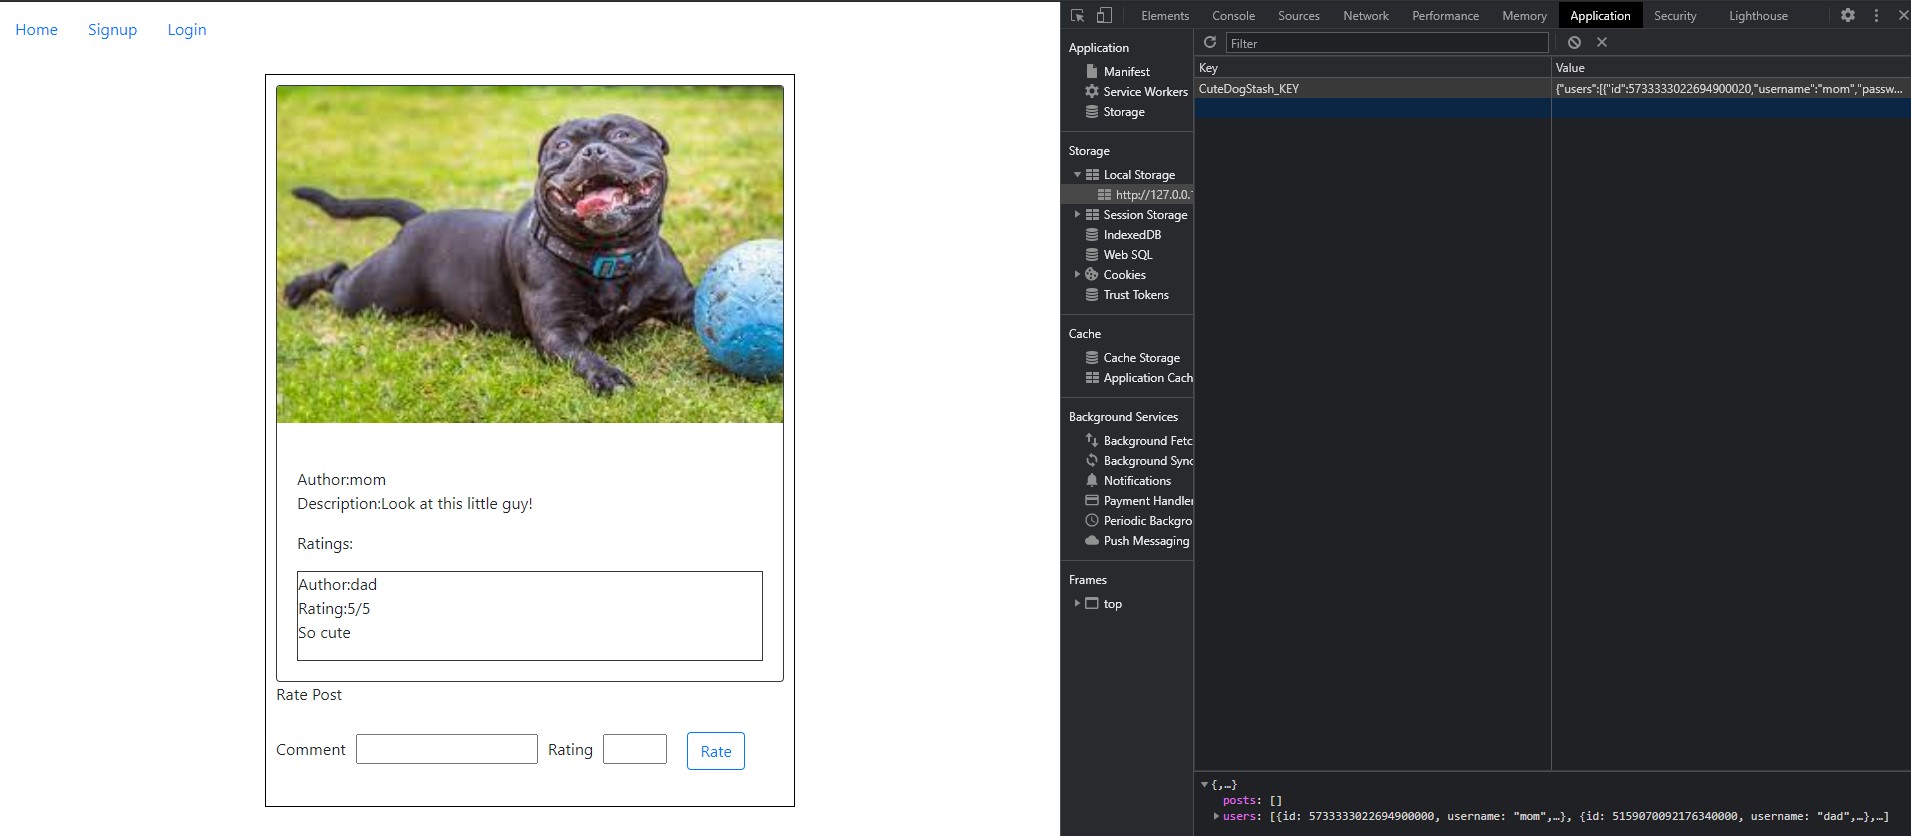 Home Signup Login
Author:mom
Description:Look at this little guy!
Ratings:
Author:dad
Rating:5/5
So cute
Rate Post
Comment Rating Rate
Elements Console Sources Network Performance Memory Application Security Lighthouse
Application
Manifest
Service Workers
Storage
Storage
Local Storage
http://127.0.0.1
Session Storage
IndexedDB
Web SQL
Cookies
Trust Tokens
Cache
Cache Storage
Application Cach
Background Services
Background Fetc
Background Sync
Notifications
Payment Handler
Periodic Backgro
Push Messaging
Frames
top
Filter
Key Value
CuteDogStash_KEY {"users":[{"id":5733333022694900020,"username":"mom","passw...
{,…}
posts: []
users: [{id: 5733333022694900000, username: "mom",…}, {id: 5159070092176340000, username: "dad",…},…]